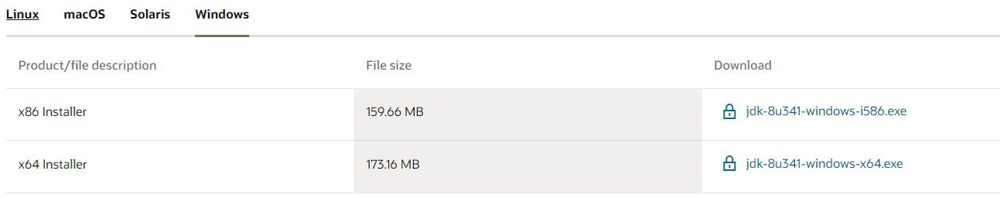 Linux macOS Solaris Windows
Product/file description File size Download
x86 Installer 159.66 MB jdk-8u341-windows-i586.exe
x64 Installer 173.16 MB jdk-8u341-windows-x64.exe